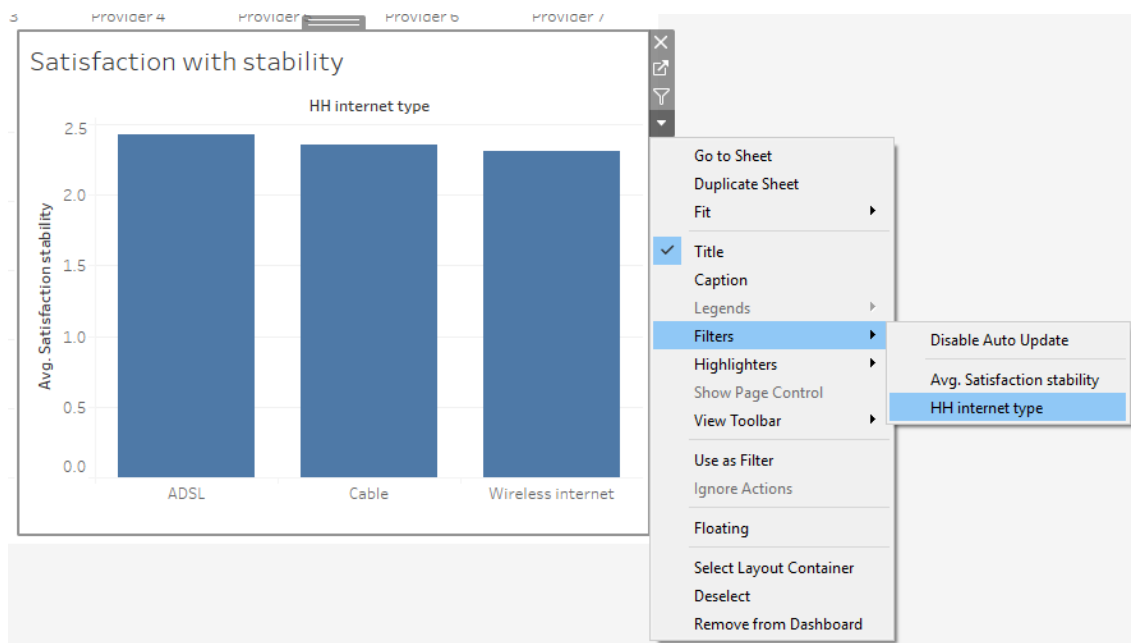 3 Provider 4 Provider 5 Provider 6 Provider 7
Satisfaction with stability
HH internet type
2.5
2.0
1.5
1.0
0.5
0.0
Avg. Satisfaction stability
ADSL Cable Wireless internet
Go to Sheet
Duplicate Sheet
Fit
Title
Caption
Legends
Filters
Highlighters
Show Page Control
View Toolbar
Use as Filter
Ignore Actions
Floating
Select Layout Container
Deselect
Remove from Dashboard
Disable Auto Update
Avg. Satisfaction stability
HH internet type